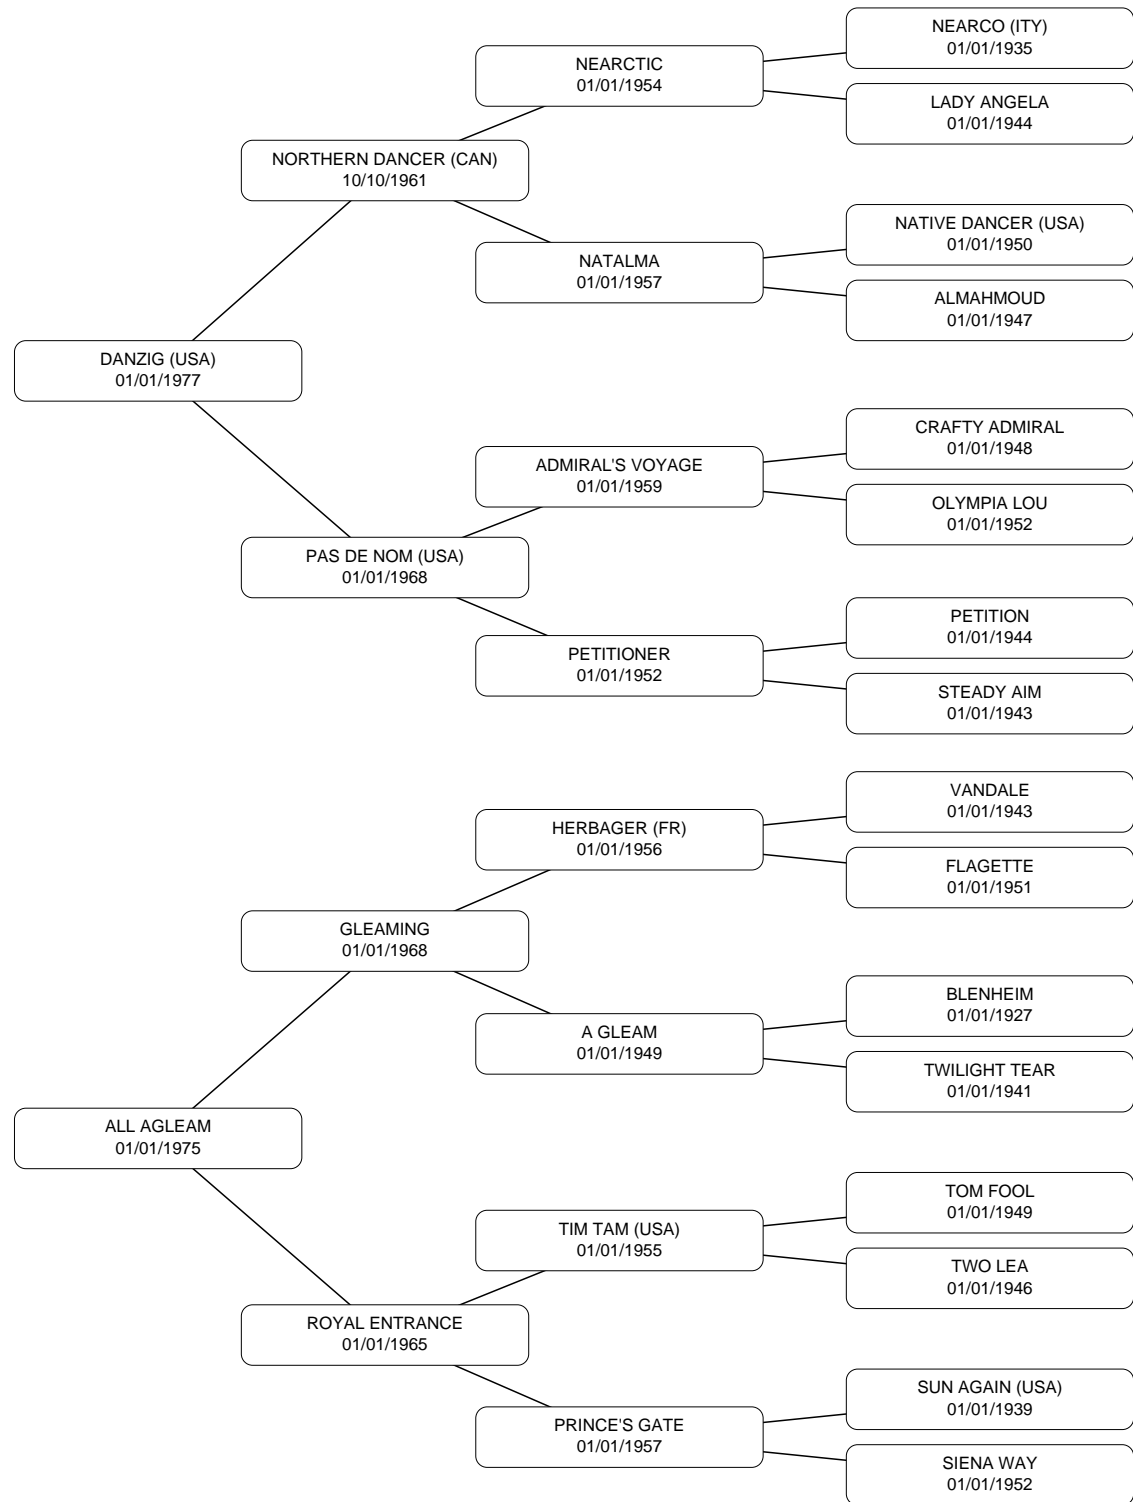 NEARCO (ITY)
01/01/1935
NEARCTIC
01/01/1954
LADY ANGELA
01/01/1944
NORTHERN DANCER (CAN)
10/10/1961
NATIVE DANCER (USA)
01/01/1950
NATALMA
01/01/1957
ALMAHMOUD
01/01/1947
DANZIG (USA)
01/01/1977
CRAFTY ADMIRAL
01/01/1948
ADMIRAL'S VOYAGE
01/01/1959
OLYMPIA LOU
01/01/1952
PAS DE NOM (USA)
01/01/1968
PETITION
01/01/1944
PETITIONER
01/01/1952
STEADY AIM
01/01/1943
VANDALE
01/01/1943
HERBAGER (FR)
01/01/1956
FLAGETTE
01/01/1951
GLEAMING
01/01/1968
BLENHEIM
01/01/1927
A GLEAM
01/01/1949
TWILIGHT TEAR
01/01/1941
ALL AGLEAM
01/01/1975
TOM FOOL
01/01/1949
TIM TAM (USA)
01/01/1955
TWO LEA
01/01/1946
ROYAL ENTRANCE
01/01/1965
SUN AGAIN (USA)
01/01/1939
PRINCE'S GATE
01/01/1957
SIENA WAY
01/01/1952